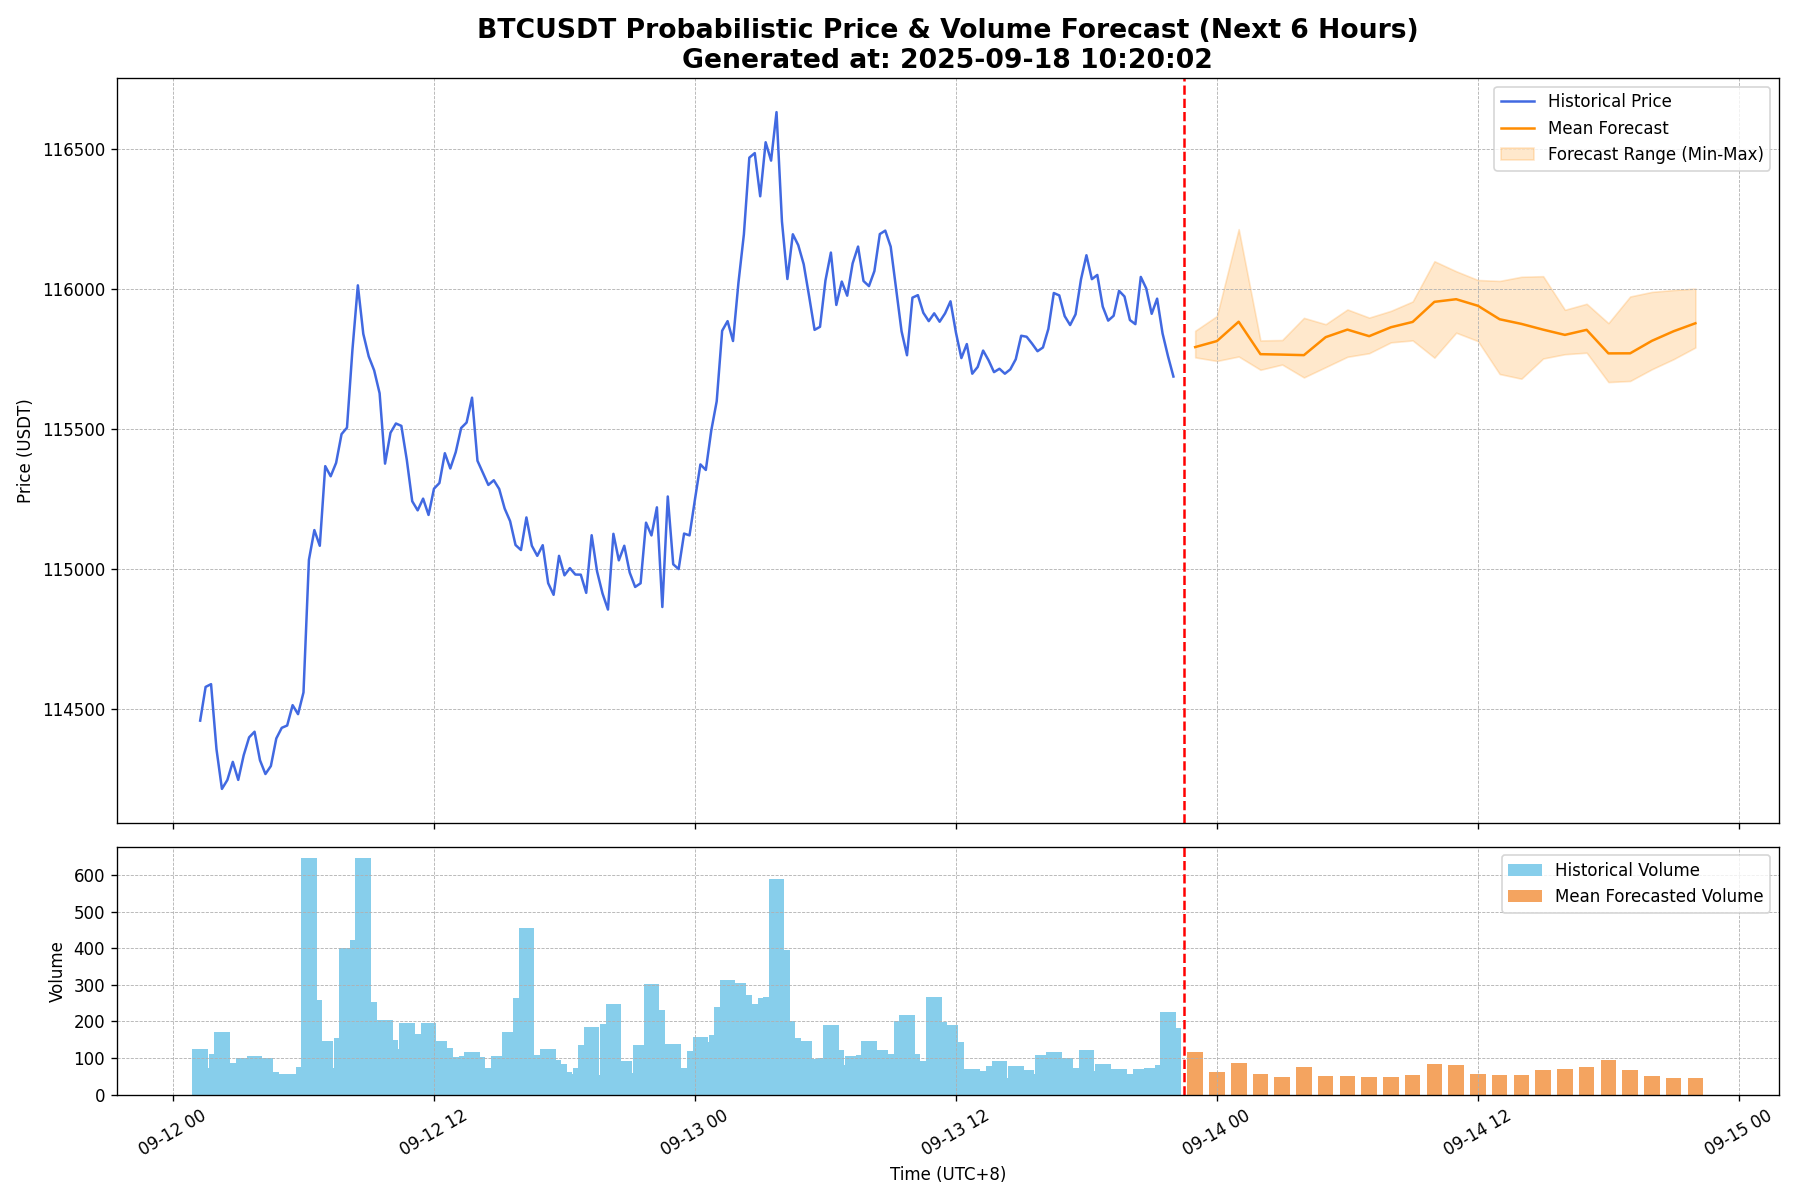 BTCUSDT Probabilistic Price & Volume Forecast (Next 6 Hours)
Generated at: 2025-09-18 10:20:02
Historical Price
Mean Forecast
Forecast Range (Min-Max)
116500
116000
115500
115000
114500
Price (USDT)
Historical Volume
Mean Forecasted Volume
600
500
400
300
200
100
0
Volume
09-12 00
09-12 12
09-13 00
09-13 12
09-14 00
09-14 12
09-15 00
Time (UTC+8)